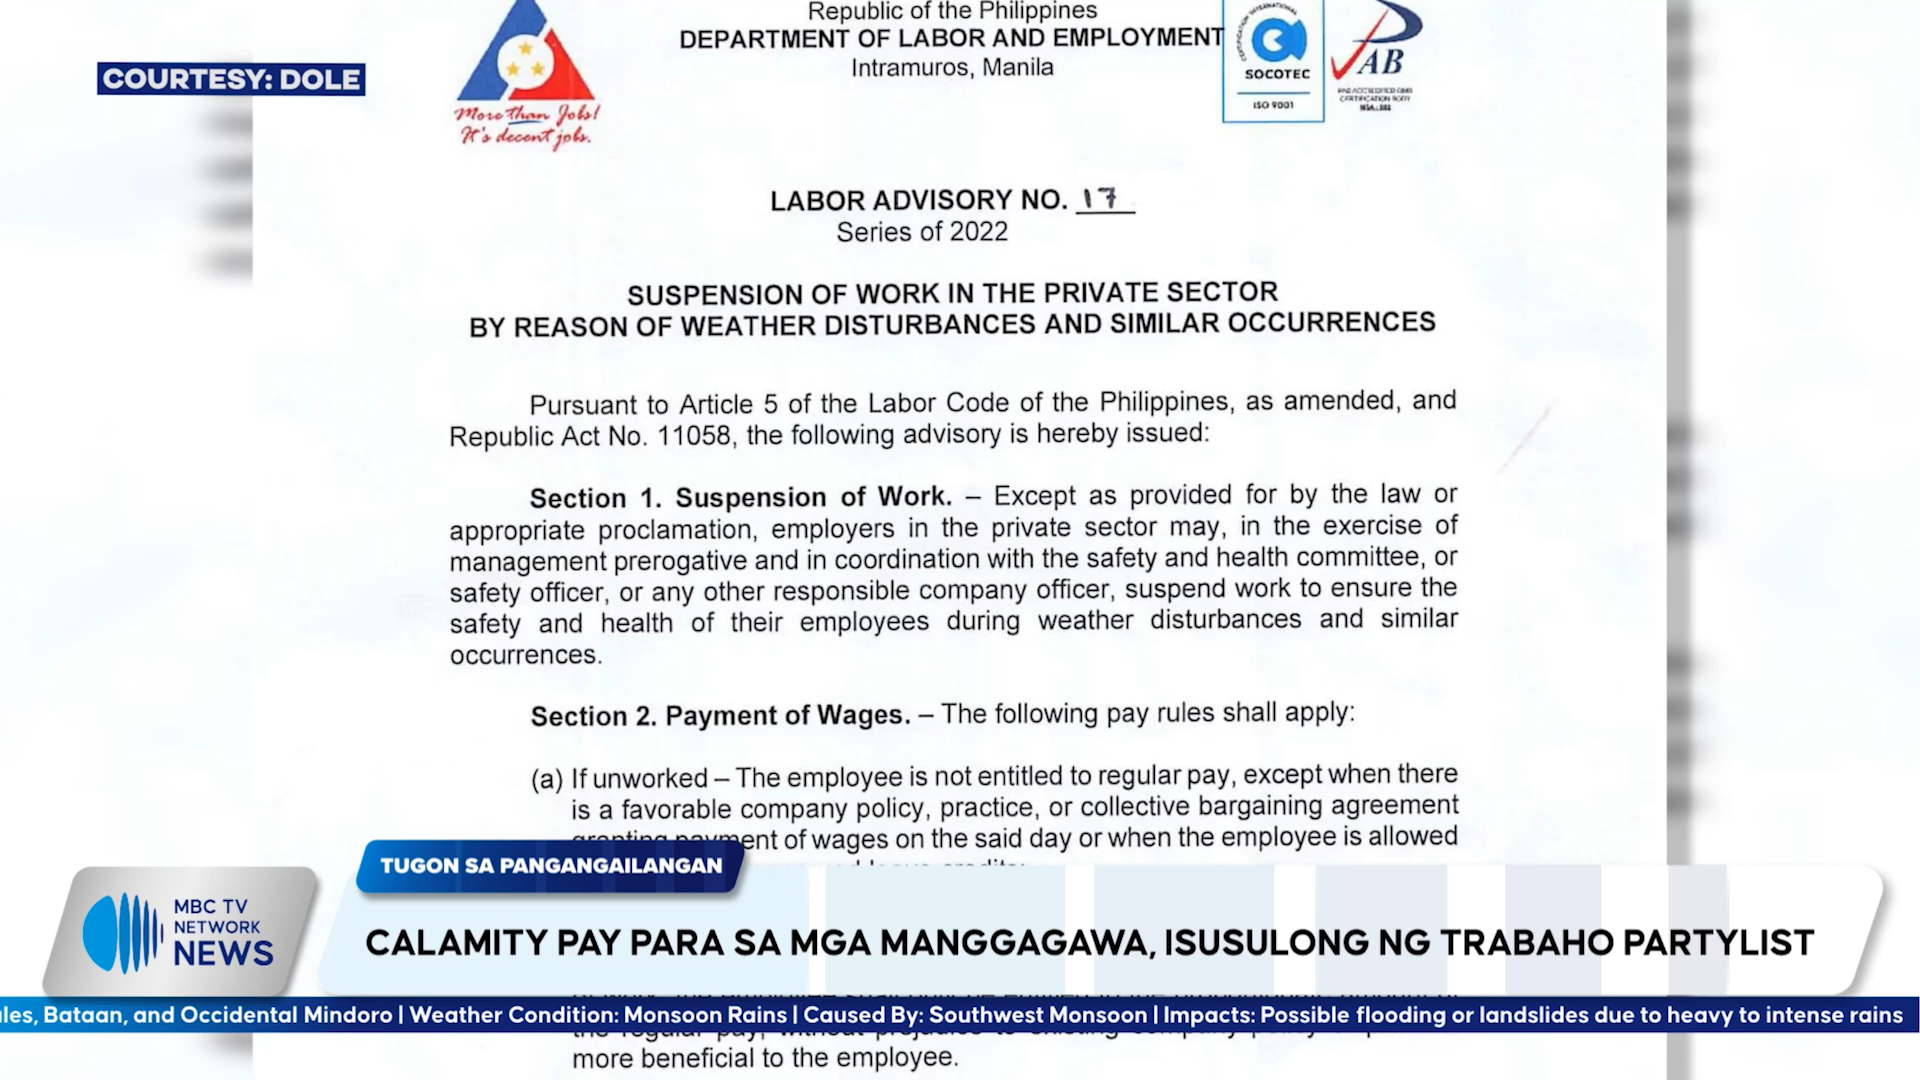 COURTESY: DOLE
Republic of the Philippines
DEPARTMENT OF LABOR AND EMPLOYMENT
Intramuros, Manila
More than Jobs!
It's decent jobs.
SOCOTEC
ISO 9001
PAB
LABOR ADVISORY NO. 17
Series of 2022
SUSPENSION OF WORK IN THE PRIVATE SECTOR
BY REASON OF WEATHER DISTURBANCES AND SIMILAR OCCURRENCES
Pursuant to Article 5 of the Labor Code of the Philippines, as amended, and
Republic Act No. 11058, the following advisory is hereby issued:
Section 1. Suspension of Work. – Except as provided for by the law or
appropriate proclamation, employers in the private sector may, in the exercise of
management prerogative and in coordination with the safety and health committee, or
safety officer, or any other responsible company officer, suspend work to ensure the
safety and health of their employees during weather disturbances and similar
occurrences.
Section 2. Payment of Wages. – The following pay rules shall apply:
(a) If unworked – The employee is not entitled to regular pay, except when there
is a favorable company policy, practice, or collective bargaining agreement
granting payment of wages on the said day or when the employee is allowed
TUGON SA PANGANGAILANGAN
MBC TV
NETWORK
NEWS
CALAMITY PAY PARA SA MGA MANGGAGAWA, ISUSULONG NG TRABAHO PARTYLIST
les, Bataan, and Occidental Mindoro | Weather Condition: Monsoon Rains | Caused By: Southwest Monsoon | Impacts: Possible flooding or landslides due to heavy to intense rains
more beneficial to the employee.